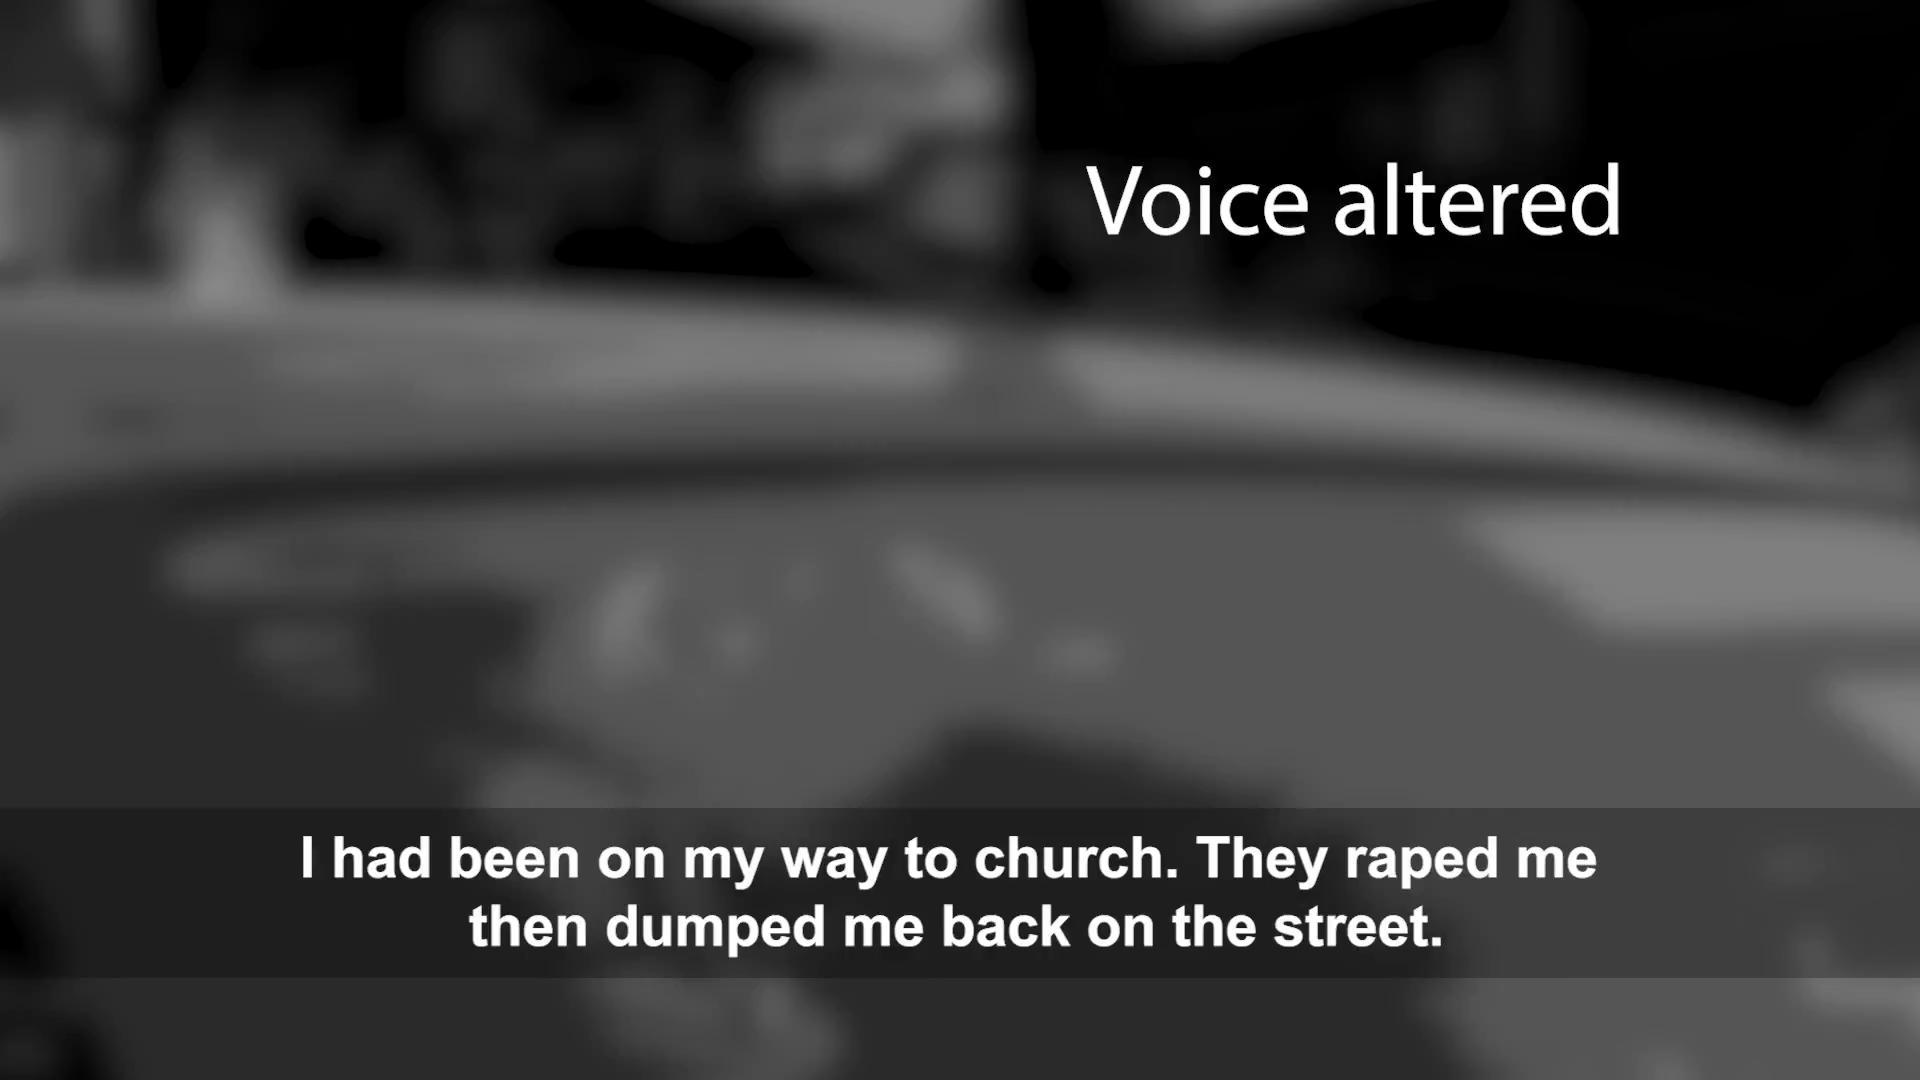 Voice altered
I had been on my way to church. They raped me
then dumped me back on the street.